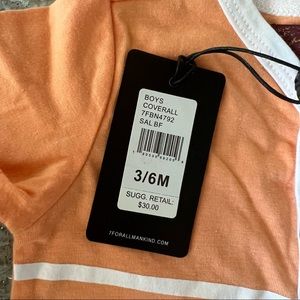 BOYS
COVERALL
7FBN4792
SAL BF
3/6M
SUGG. RETAIL:
$30.00
7FORALLMANKIND.COM